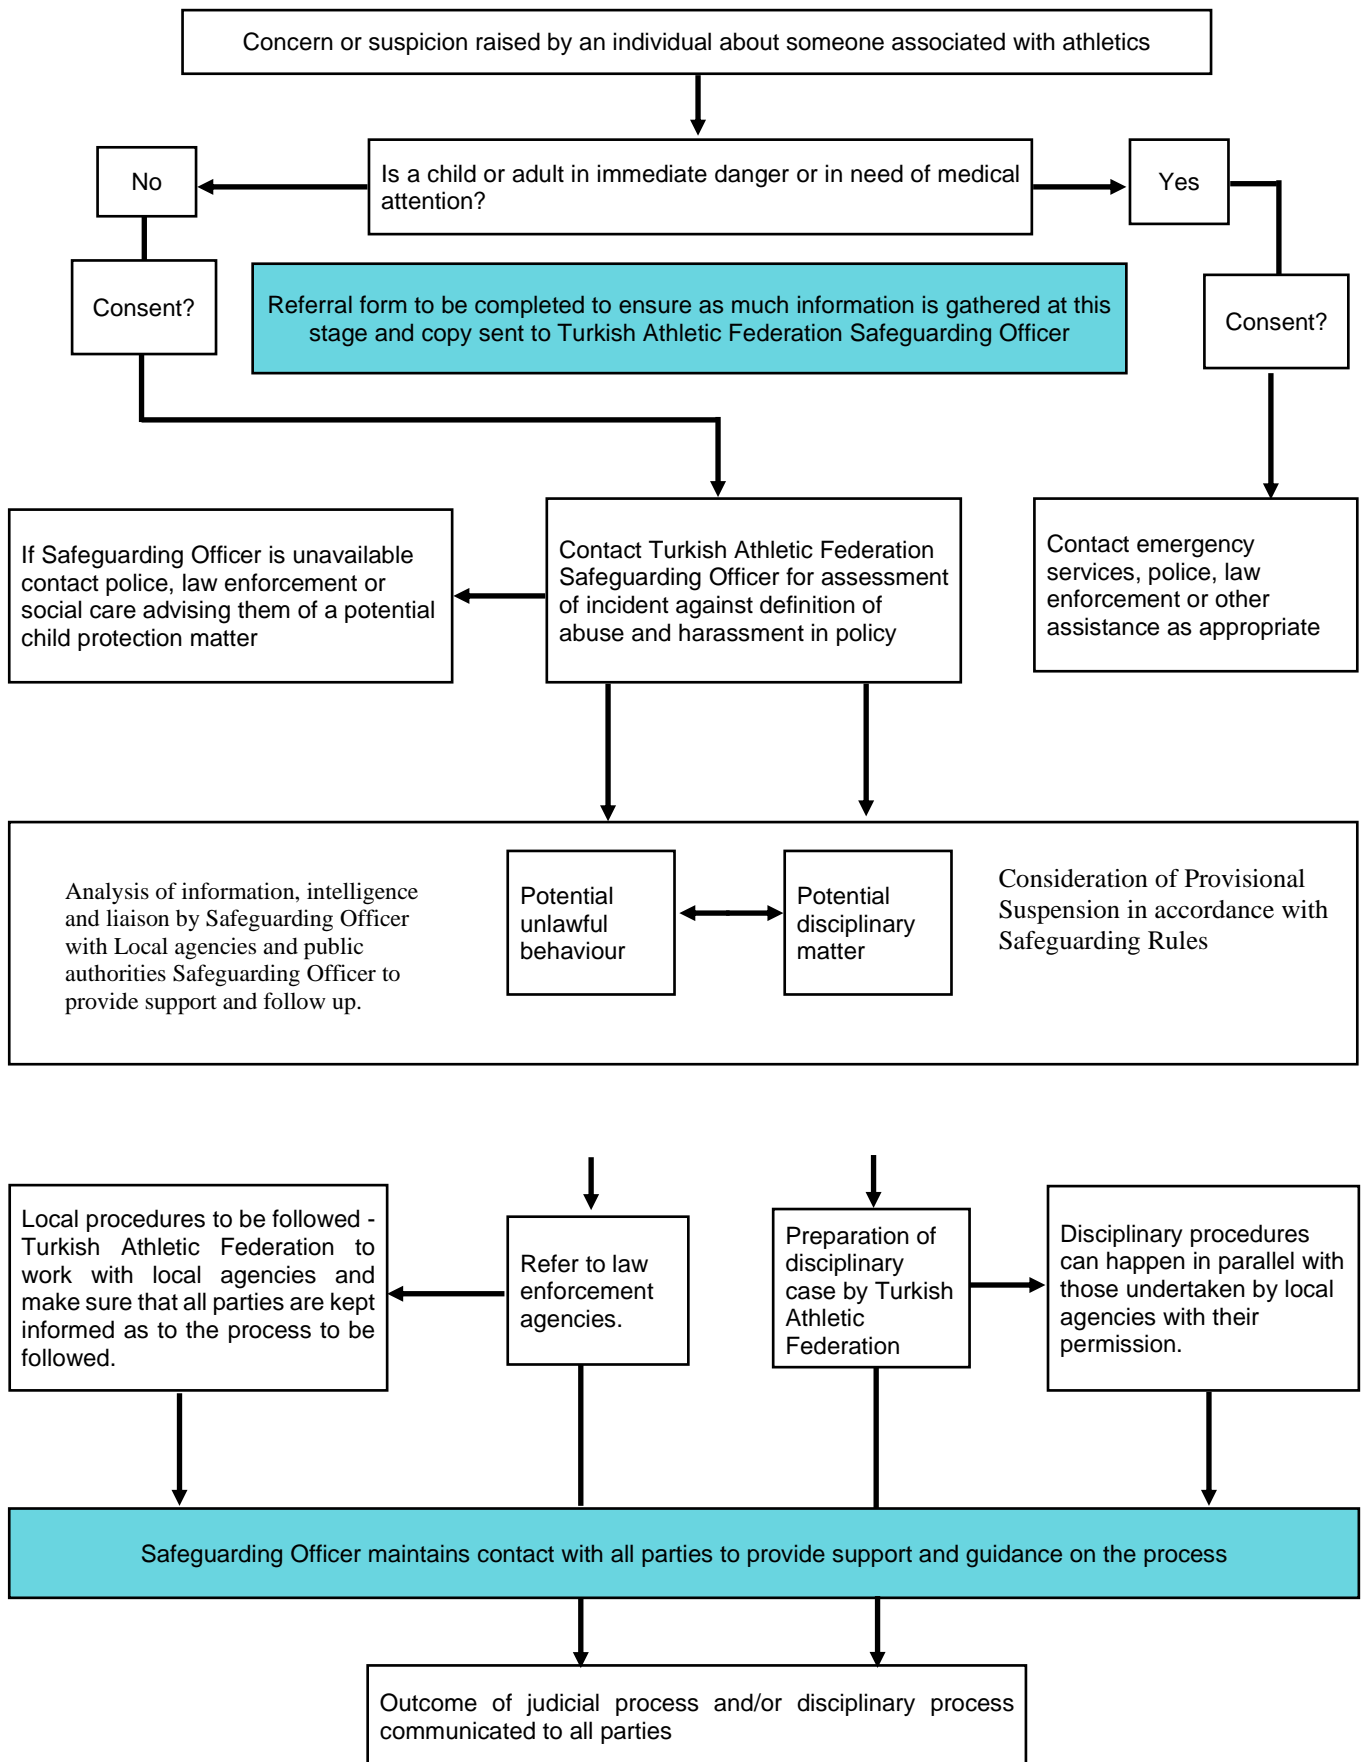 Concern or suspicion raised by an individual about someone associated with athletics
No
Is a child or adult in immediate danger or in need of medical
attention?
Yes
Consent?
Referral form to be completed to ensure as much information is gathered at this
stage and copy sent to Turkish Athletic Federation Safeguarding Officer
Consent?
If Safeguarding Officer is unavailable
contact police, law enforcement or
social care advising them of a potential
child protection matter
Contact Turkish Athletic Federation
Safeguarding Officer for assessment
of incident against definition of
abuse and harassment in policy
Contact emergency
services, police, law
enforcement or other
assistance as appropriate
Analysis of information, intelligence
and liaison by Safeguarding Officer
with Local agencies and public
authorities Safeguarding Officer to
provide support and follow up.
Potential
unlawful
behaviour
Potential
disciplinary
matter
Consideration of Provisional
Suspension in accordance with
Safeguarding Rules
Local procedures to be followed -
Turkish Athletic Federation to
work with local agencies and
make sure that all parties are kept
informed as to the process to be
followed.
Refer to law
enforcement
agencies.
Preparation of
disciplinary
case by Turkish
Athletic
Federation
Disciplinary procedures
can happen in parallel with
those undertaken by local
agencies with their
permission.
Safeguarding Officer maintains contact with all parties to provide support and guidance on the process
Outcome of judicial process and/or disciplinary process
communicated to all parties